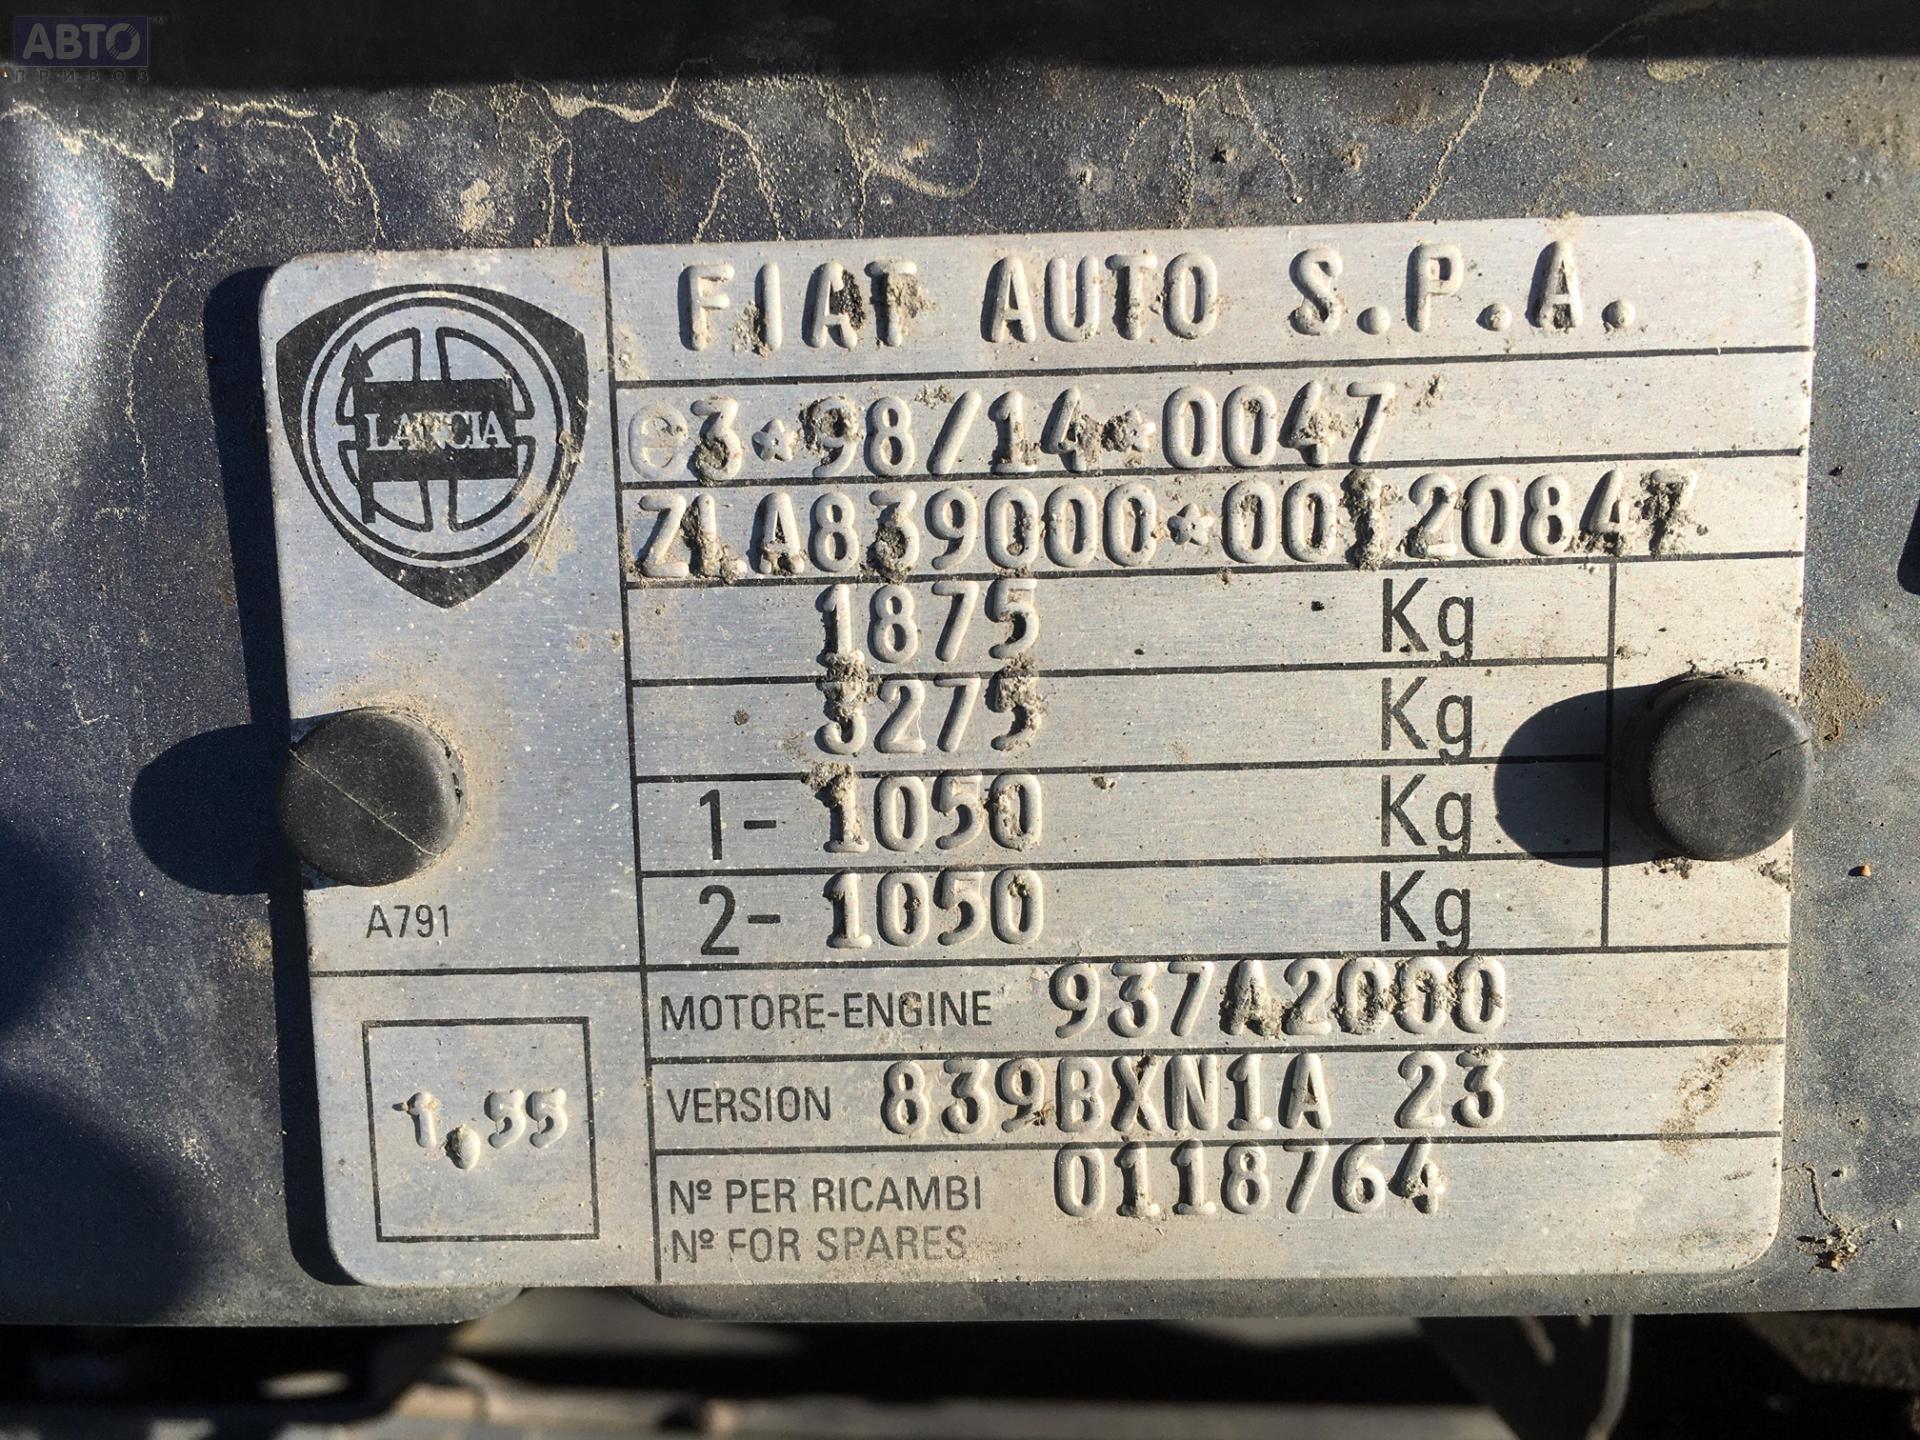 АВТО
ПРИВОЗ
FIAT AUTO S.P.A.
LANCIA
e3*98/14*0047
ZLA839000*00120847
1875 Kg
3275 Kg
1- 1050 Kg
2- 1050 Kg
A791
MOTORE-ENGINE 937A2000
VERSION 839BXN1A 23
1,55
Nº PER RICAMBI 0118764
Nº FOR SPARES